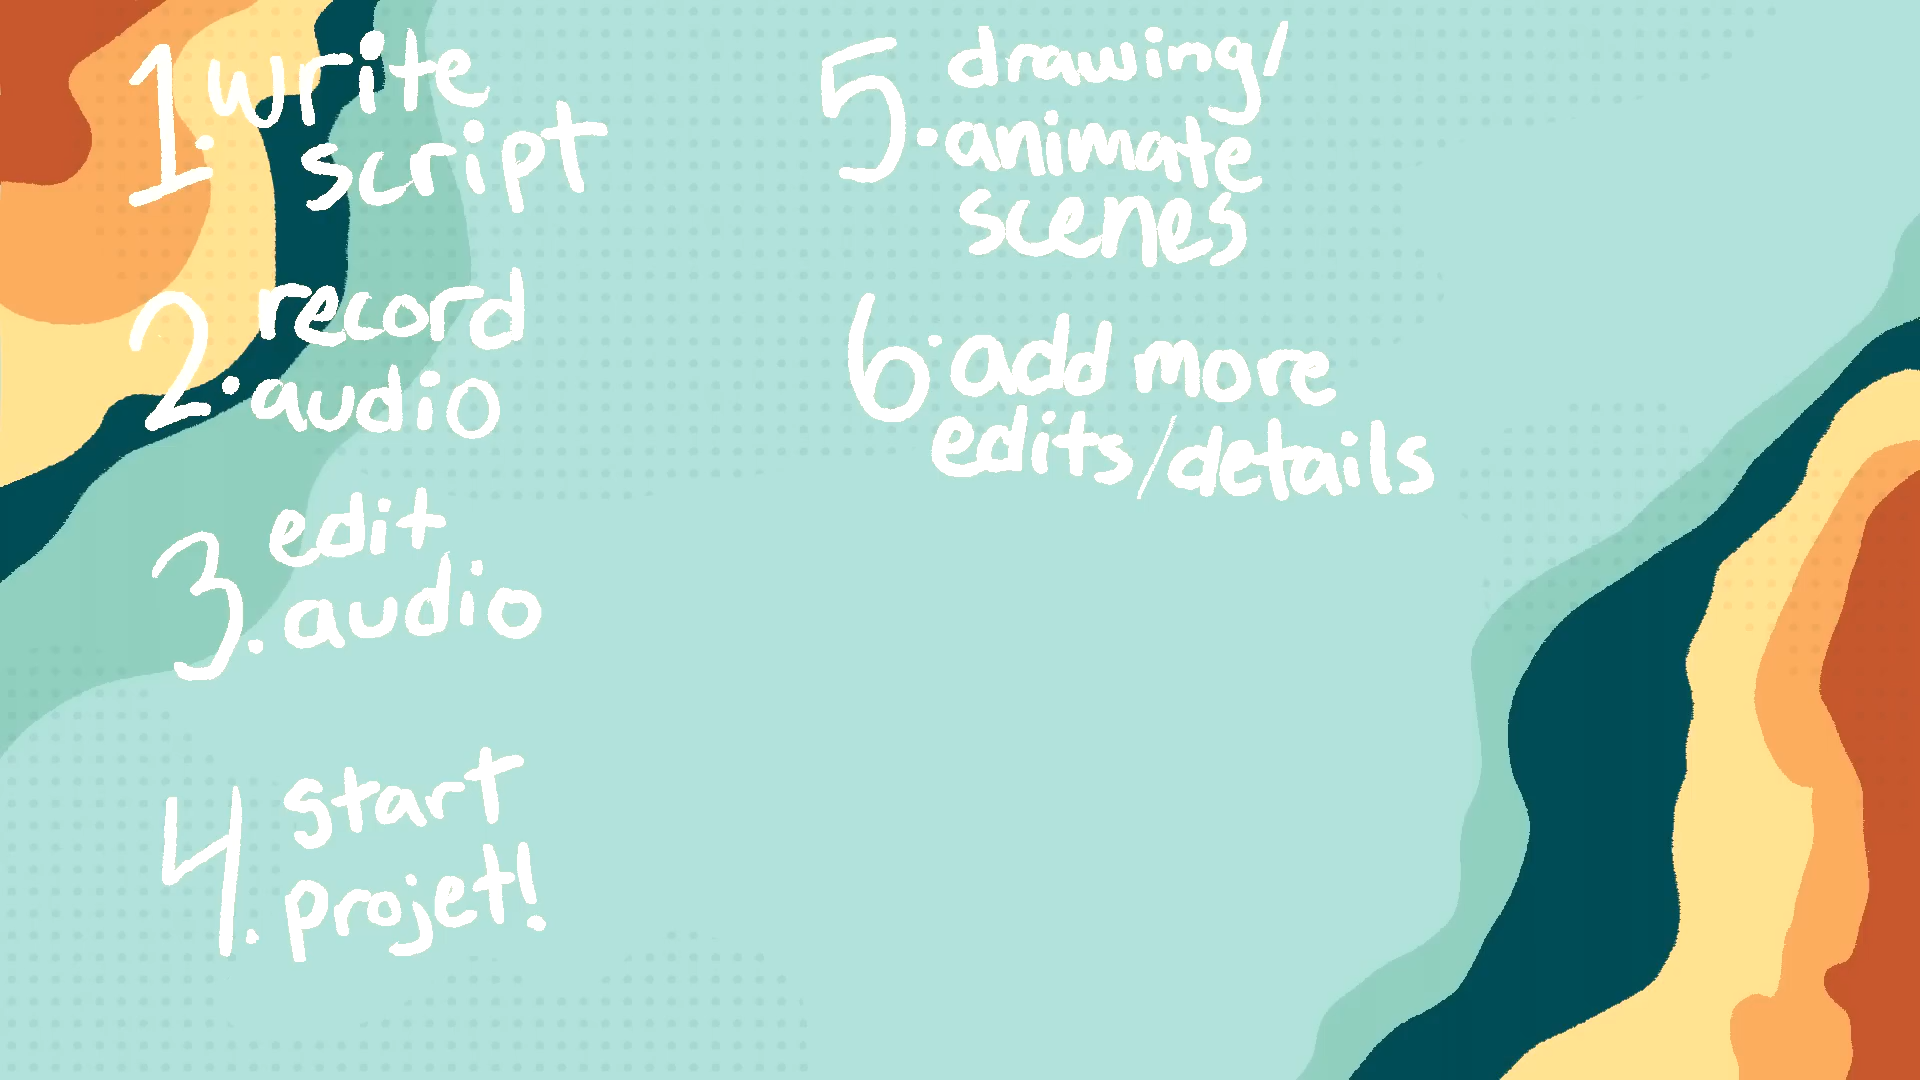 1. write
script
2. record
audio
3. edit
audio
4. start
projet!
5. drawing/
animate
scenes
6. add more
edits/details